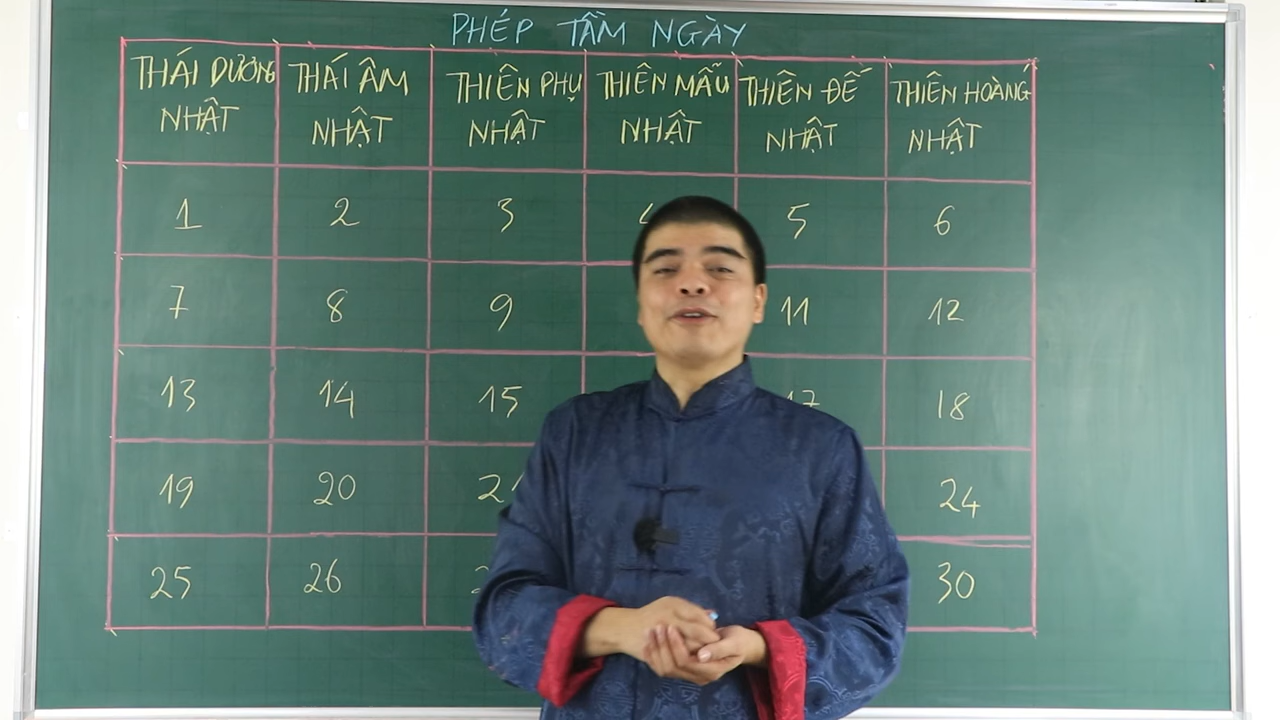 PHÉP TẦM NGÀY
THÁI DƯƠNG NHẬT THÁI ÂM NHẬT THIÊN PHỤ NHẬT THIÊN MẪU NHẬT THIÊN ĐẾ NHẬT THIÊN HOÀNG NHẬT
1 2 3 5 6
7 8 9 11 12
13 14 15 17 18
19 20 24
25 26 30